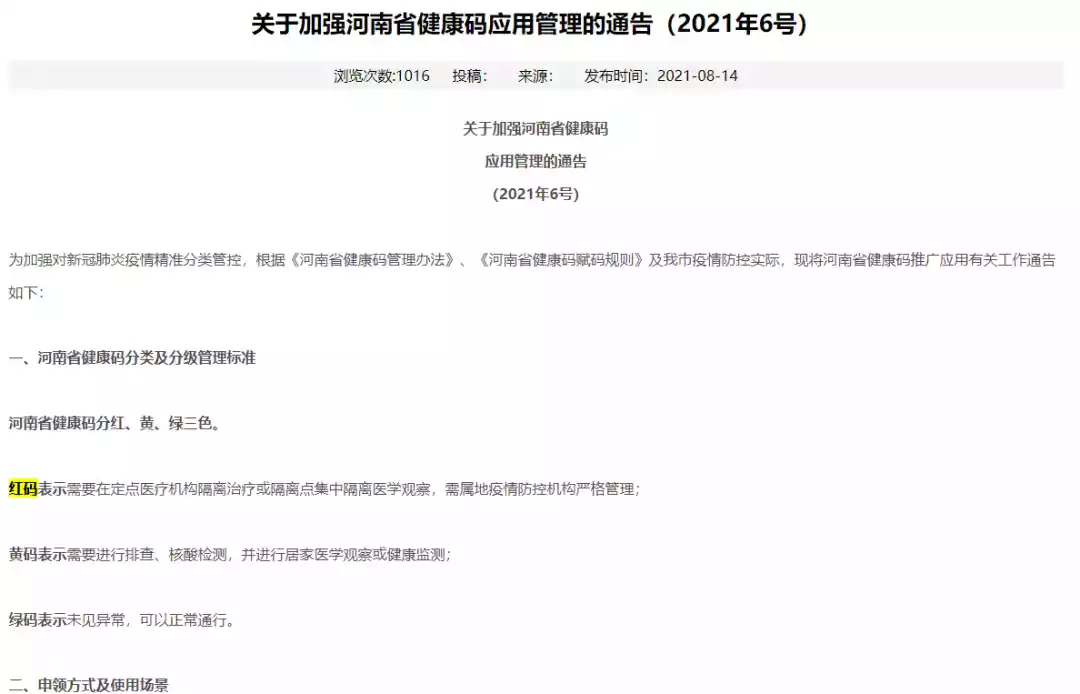 关于加强河南省健康码应用管理的通告（2021年6号）
浏览次数:1016 投稿： 来源： 发布时间：2021-08-14
关于加强河南省健康码
应用管理的通告
(2021年6号)
为加强对新冠肺炎疫情精准分类管控，根据《河南省健康码管理办法》、《河南省健康码赋码规则》及我市疫情防控实际，现将河南省健康码推广应用有关工作通告
如下：
一、河南省健康码分类及分级管理标准
河南省健康码分红、黄、绿三色。
红码表示需要在定点医疗机构隔离治疗或隔离点集中隔离医学观察，需属地疫情防控机构严格管理；
黄码表示需要进行排查、核酸检测，并进行居家医学观察或健康监测；
绿码表示未见异常，可以正常通行。
二、申领方式及使用场景